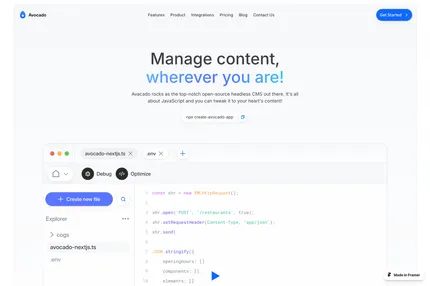 Avocado
Features Product Integrations Pricing Blog Contact Us
Get Started
Manage content,
wherever you are!
Avocado rocks as the top-notch open-source headless CMS out there. It's all
about JavaScript and you can tweak it to your heart's content!
npx create-avocado-app
avocado-nextjs.ts
.env
Debug
Optimize
+ Create new file
Explorer
> cogs
avocado-nextjs.ts
.env
1 const xhr = new XMLHttpRequest();
2
3 xhr.open('POST', '/restaurants', true);
4 xhr.setRequestHeader(Content-Type, 'app/json');
5 xhr.send(
6
7 JSON.stringify({
8 openinghours: []
9 components: []
10 elements: []
Made in Framer